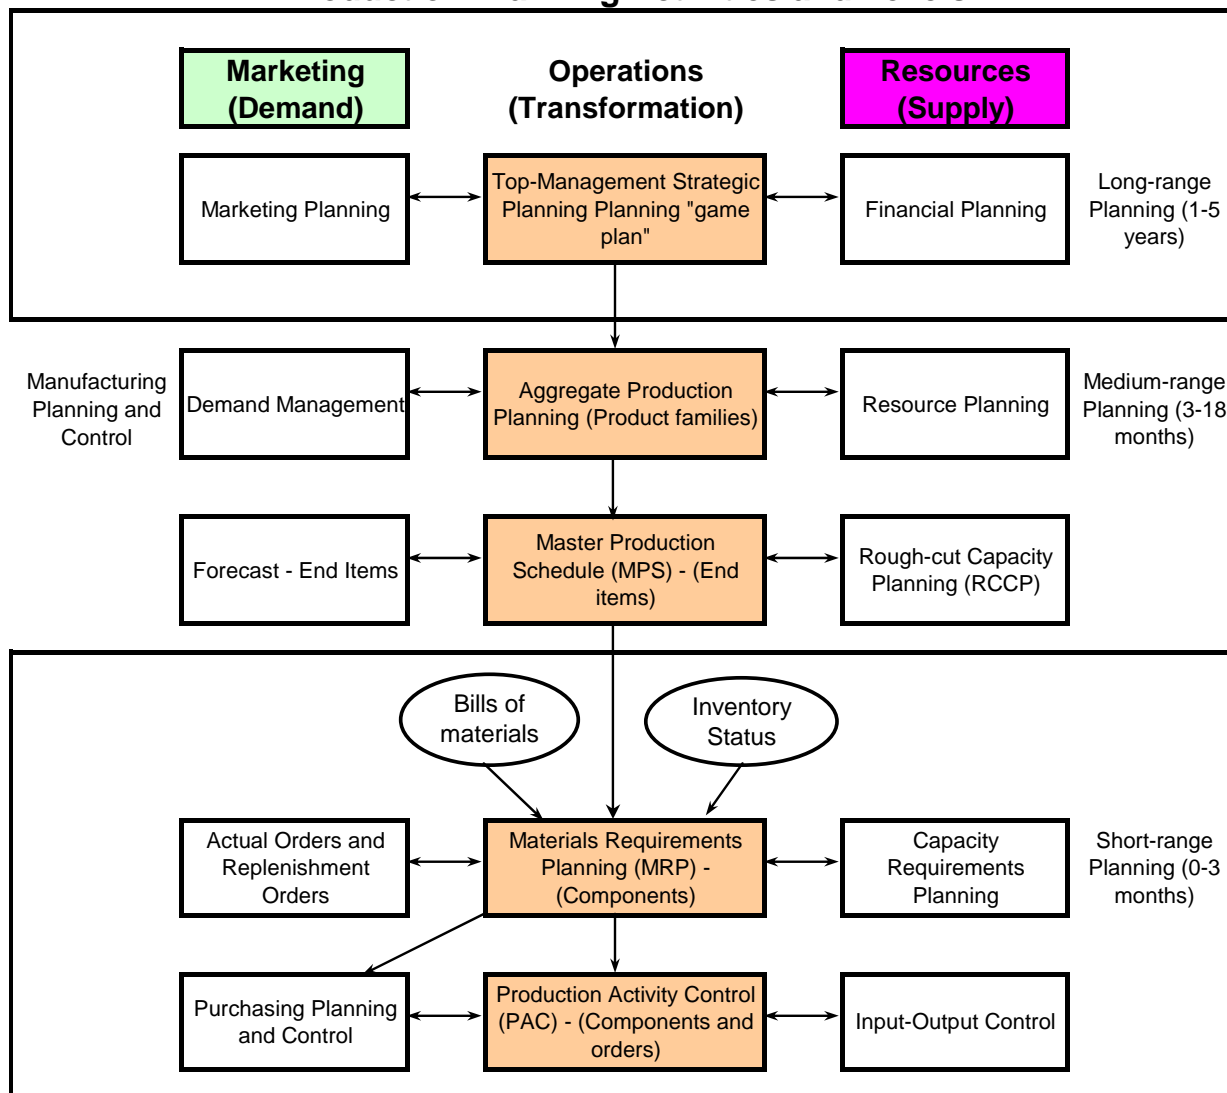 Marketing
(Demand)
Operations
(Transformation)
Resources
(Supply)
Marketing Planning
Top-Management Strategic
Planning Planning "game
plan"
Financial Planning
Long-range
Planning (1-5
years)
Manufacturing
Planning and
Control
Demand Management
Aggregate Production
Planning (Product families)
Resource Planning
Medium-range
Planning (3-18
months)
Forecast - End Items
Master Production
Schedule (MPS) - (End
items)
Rough-cut Capacity
Planning (RCCP)
Bills of
materials
Inventory
Status
Actual Orders and
Replenishment
Orders
Materials Requirements
Planning (MRP) -
(Components)
Capacity
Requirements
Planning
Short-range
Planning (0-3
months)
Purchasing Planning
and Control
Production Activity Control
(PAC) - (Components and
orders)
Input-Output Control